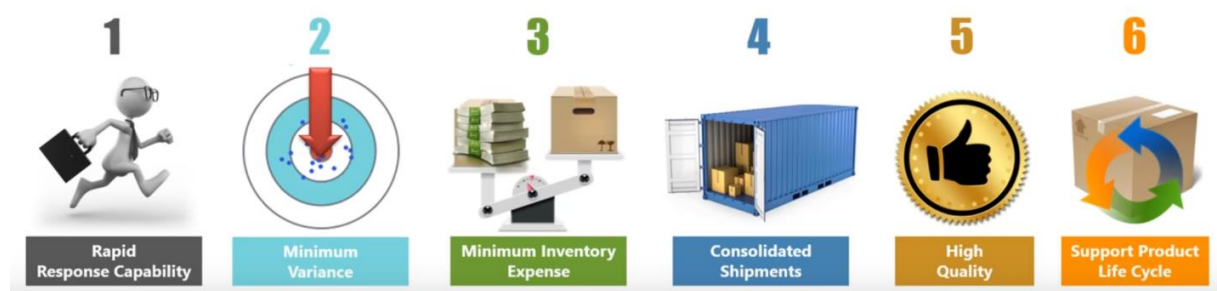 1
2
3
4
5
6
Rapid
Response Capability
Minimum
Variance
Minimum Inventory
Expense
Consolidated
Shipments
High
Quality
Support Product
Life Cycle